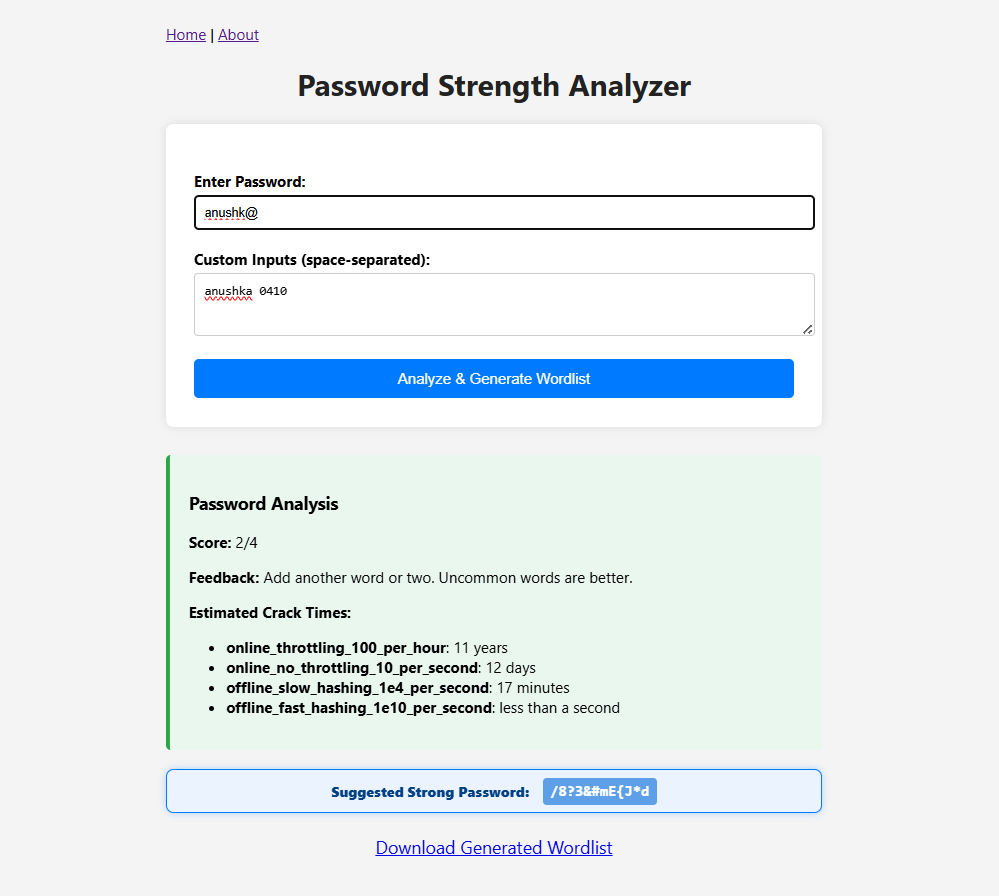 Home | About
Password Strength Analyzer
Enter Password:
anushk@
Custom Inputs (space-separated):
anushka 0410
Analyze & Generate Wordlist
Password Analysis
Score: 2/4
Feedback: Add another word or two. Uncommon words are better.
Estimated Crack Times:
• online_throttling_100_per_hour: 11 years
• online_no_throttling_10_per_second: 12 days
• offline_slow_hashing_1e4_per_second: 17 minutes
• offline_fast_hashing_1e10_per_second: less than a second
Suggested Strong Password: /8?3&#mE{J*d
Download Generated Wordlist